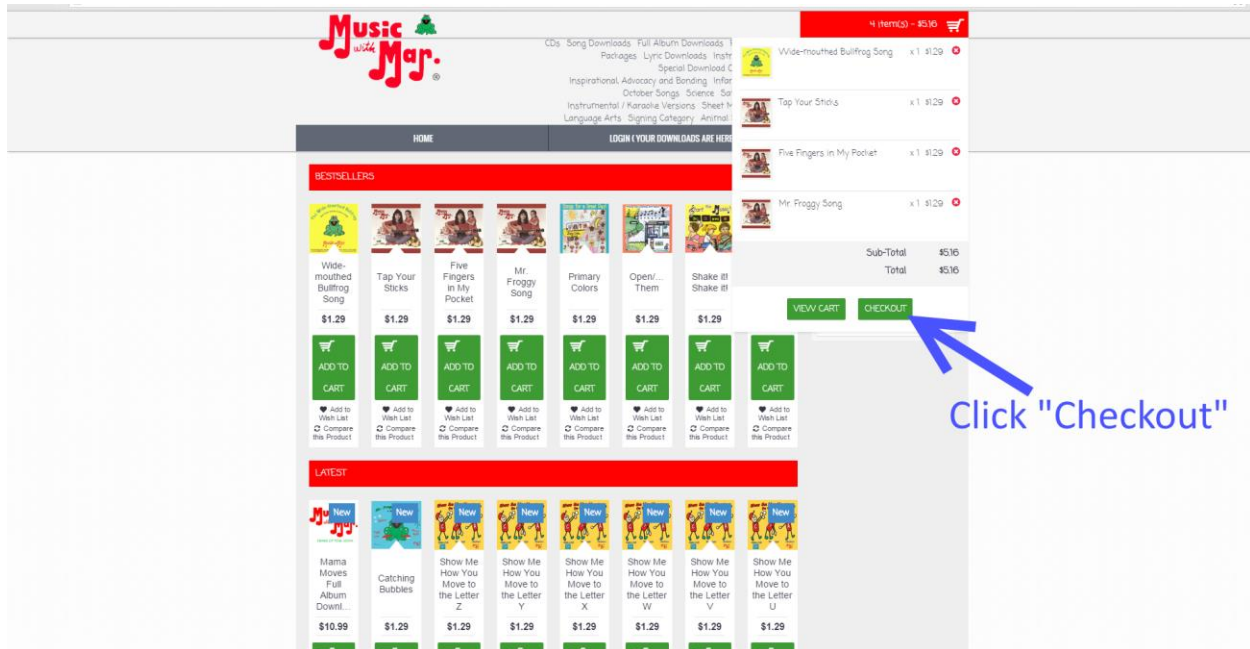 Music
with
Mar.
®
4 item(s) - $5.16
CDs Song Downloads Full Album Downloads
Packages Lyric Downloads Instr
Special Download C
Inspirational, Advocacy and Bonding Infan
October Songs Science
Instrumental / Karaoke Versions Sheet M
Language Arts Signing Category Animal
HOME
LOGIN ( YOUR DOWNLOADS ARE HERE
Wide-mouthed Bullfrog Song x 1 $1.29
Tap Your Sticks x 1 $1.29
Five Fingers in My Pocket x 1 $1.29
Mr. Froggy Song x 1 $1.29
Sub-Total $5.16
Total $5.16
VIEW CART CHECKOUT
Click "Checkout"
BESTSELLERS
Wide-
mouthed
Bullfrog
Song
$1.29
Tap Your
Sticks
$1.29
Five
Fingers
in My
Pocket
$1.29
Mr.
Froggy
Song
$1.29
Primary
Colors
$1.29
Open/...
Them
$1.29
Shake it!
Shake it!
$1.29
ADD TO
CART
Add to
Wish List
Compare
this Product
ADD TO
CART
Add to
Wish List
Compare
this Product
ADD TO
CART
Add to
Wish List
Compare
this Product
ADD TO
CART
Add to
Wish List
Compare
this Product
ADD TO
CART
Add to
Wish List
Compare
this Product
ADD TO
CART
Add to
Wish List
Compare
this Product
ADD TO
CART
Add to
Wish List
Compare
this Product
ADD TO
CART
Add to
Wish List
Compare
this Product
LATEST
New
Mama
Moves
Full
Album
Downl...
$10.99
New
Catching
Bubbles
$1.29
New
Show Me
How You
Move to
the Letter
Z
$1.29
New
Show Me
How You
Move to
the Letter
Y
$1.29
New
Show Me
How You
Move to
the Letter
X
$1.29
New
Show Me
How You
Move to
the Letter
W
$1.29
New
Show Me
How You
Move to
the Letter
V
$1.29
New
Show Me
How You
Move to
the Letter
U
$1.29